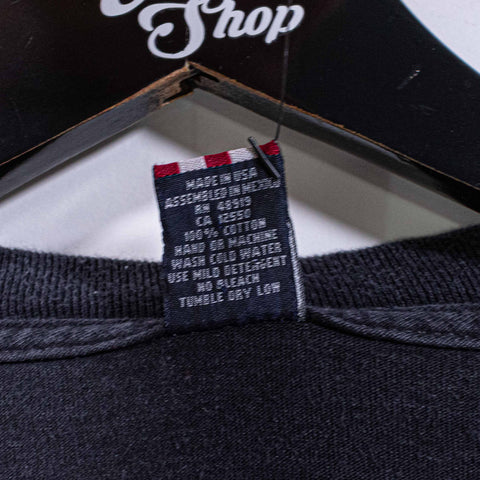 Shop
MADE IN USA
ASSEMBLED IN MEXICO
RN 48919
CA 12550
100% COTTON
HAND OR MACHINE
WASH COLD WATER
USE MILD DETERGENT
NO BLEACH
TUMBLE DRY LOW